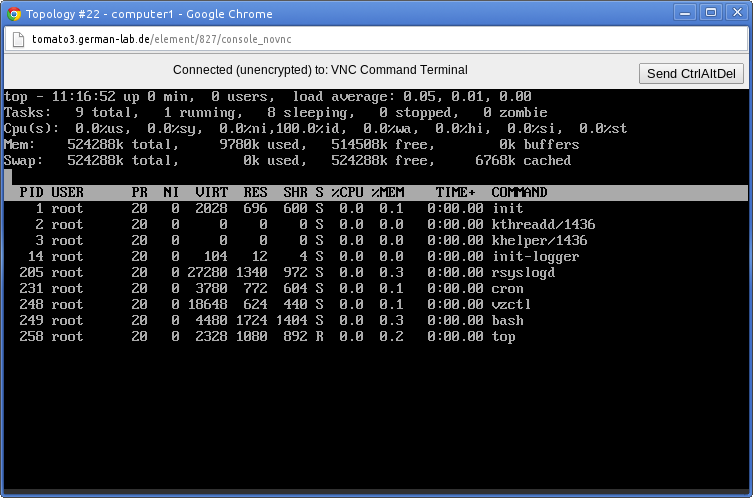 Topology #22 - computer1 - Google Chrome
tomato3.german-lab.de/element/827/console_novnc
Connected (unencrypted) to: VNC Command Terminal
Send CtrlAltDel
top - 11:16:52 up 0 min,  0 users,  load average: 0.05, 0.01, 0.00
Tasks:   9 total,   1 running,   8 sleeping,   0 stopped,   0 zombie
Cpu(s):  0.0%us,  0.0%sy,  0.0%ni,100.0%id,  0.0%wa,  0.0%hi,  0.0%si,  0.0%st
Mem:    524288k total,     9780k used,   514508k free,        0k buffers
Swap:   524288k total,        0k used,   524288k free,     6768k cached
PID USER      PR  NI  VIRT  RES  SHR S %CPU %MEM    TIME+  COMMAND
1 root      20   0  2028  696  600 S  0.0  0.1   0:00.00 init
2 root      20   0     0    0    0 S  0.0  0.0   0:00.00 kthreadd/1436
3 root      20   0     0    0    0 S  0.0  0.0   0:00.00 khelper/1436
14 root      20   0   104   12    4 S  0.0  0.0   0:00.00 init-logger
205 root      20   0 27280 1340  972 S  0.0  0.3   0:00.00 rsyslogd
231 root      20   0  3780  772  604 S  0.0  0.1   0:00.00 cron
248 root      20   0 18648  624  440 S  0.0  0.1   0:00.00 vzctl
249 root      20   0  4480 1724 1404 S  0.0  0.3   0:00.00 bash
258 root      20   0  2328 1080  892 R  0.0  0.2   0:00.00 top